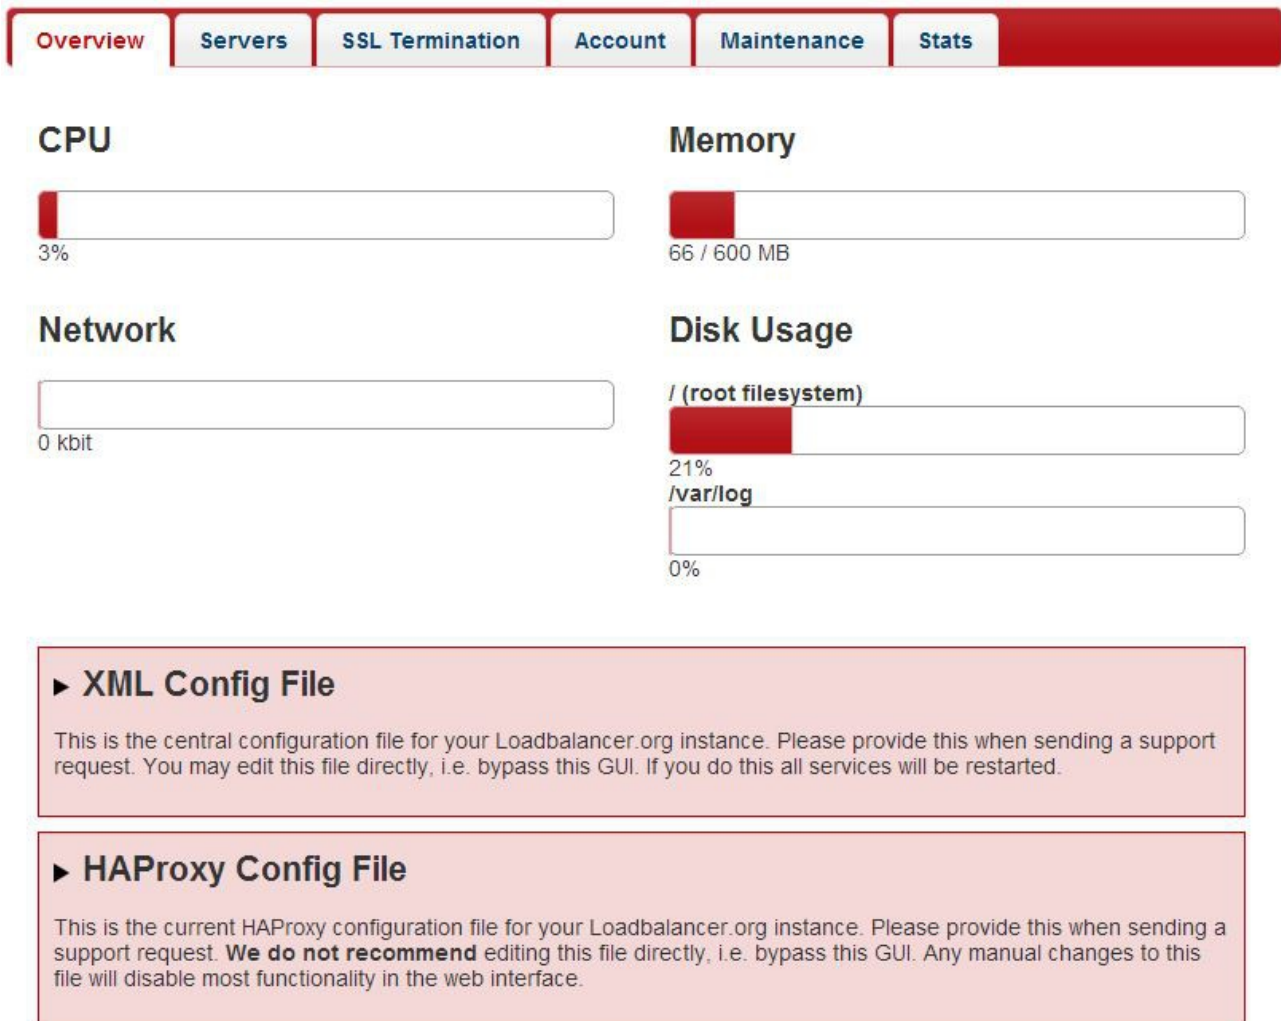 Overview Servers SSL Termination Account Maintenance Stats
CPU
3%
Memory
66 / 600 MB
Network
0 kbit
Disk Usage
/ (root filesystem)
21%
/var/log
0%
XML Config File
This is the central configuration file for your Loadbalancer.org instance. Please provide this when sending a support
request. You may edit this file directly, i.e. bypass this GUI. If you do this all services will be restarted.
HAProxy Config File
This is the current HAProxy configuration file for your Loadbalancer.org instance. Please provide this when sending a
support request. We do not recommend editing this file directly, i.e. bypass this GUI. Any manual changes to this
file will disable most functionality in the web interface.